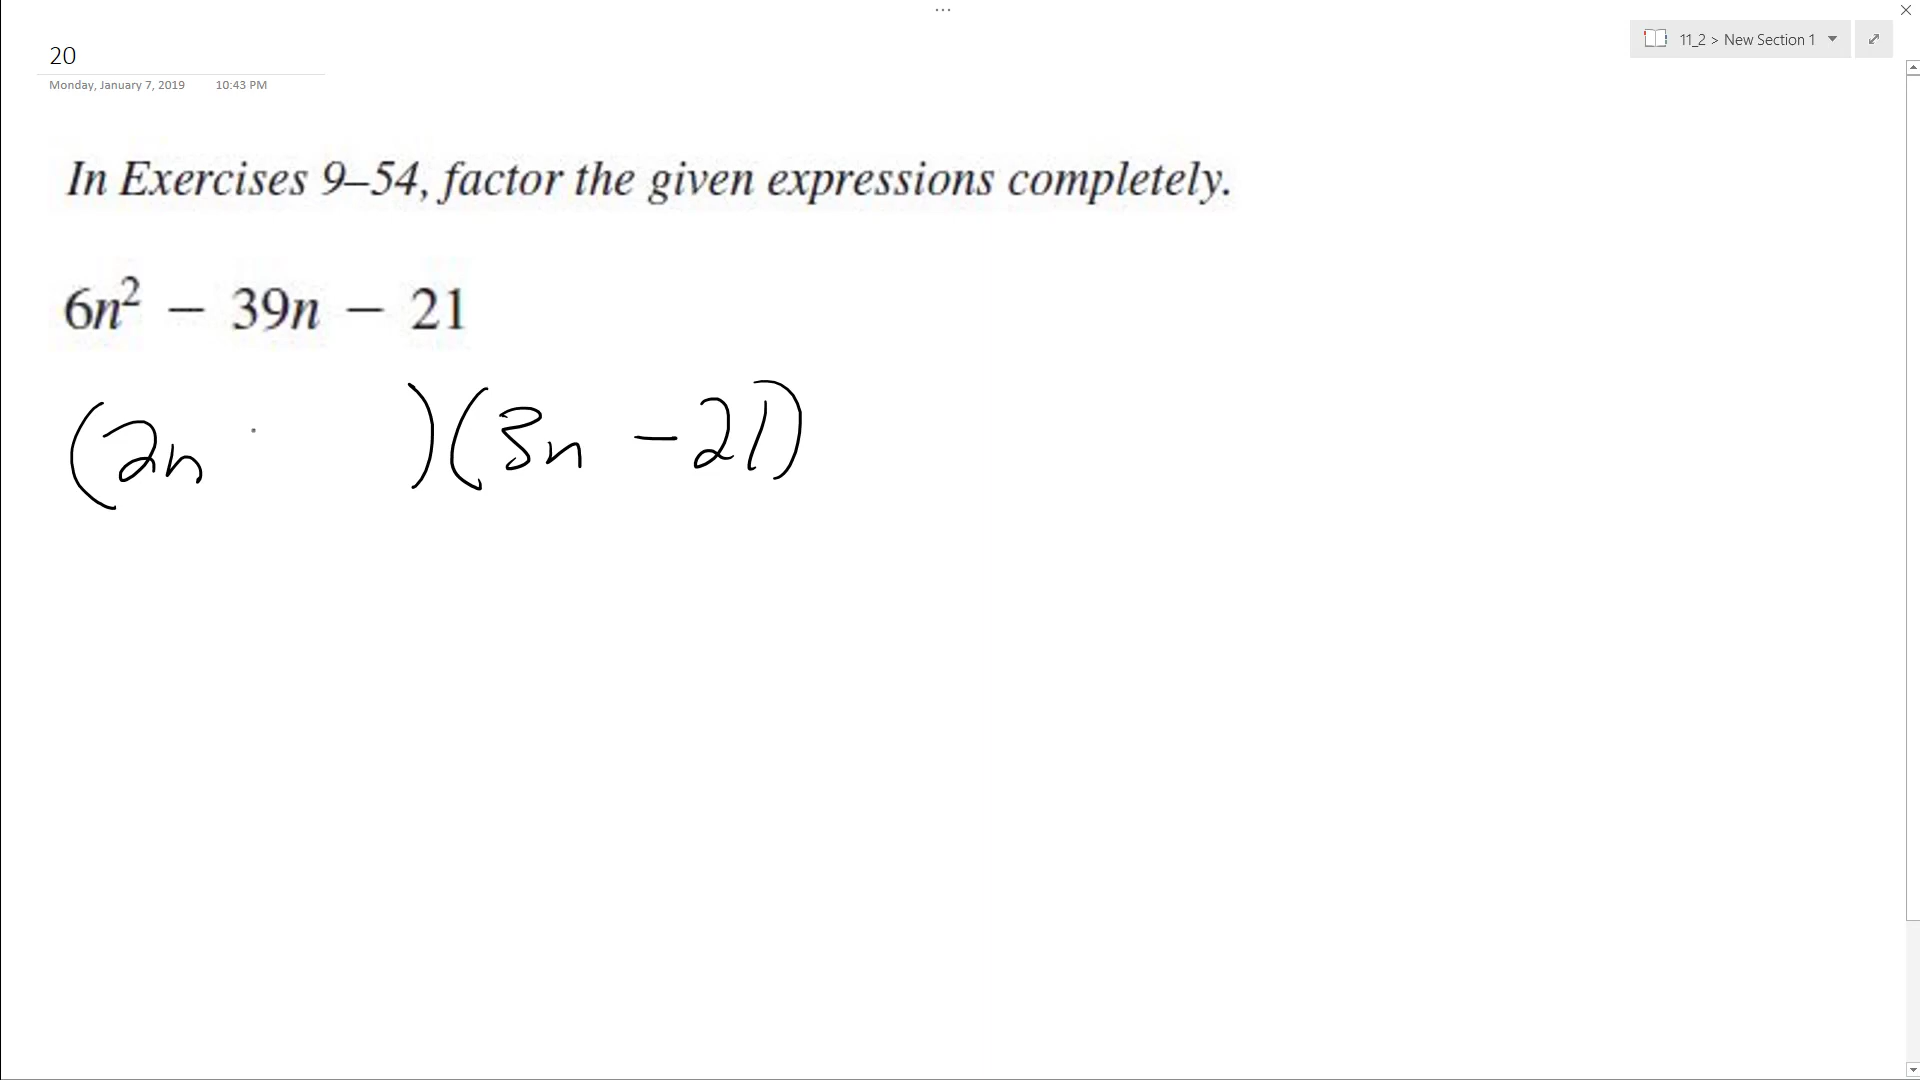 ...
11_2 > New Section 1
20
Monday, January 7, 2019 10:43 PM
In Exercises 9–54, factor the given expressions completely.
6n² − 39n − 21
(2n )(3n −21)